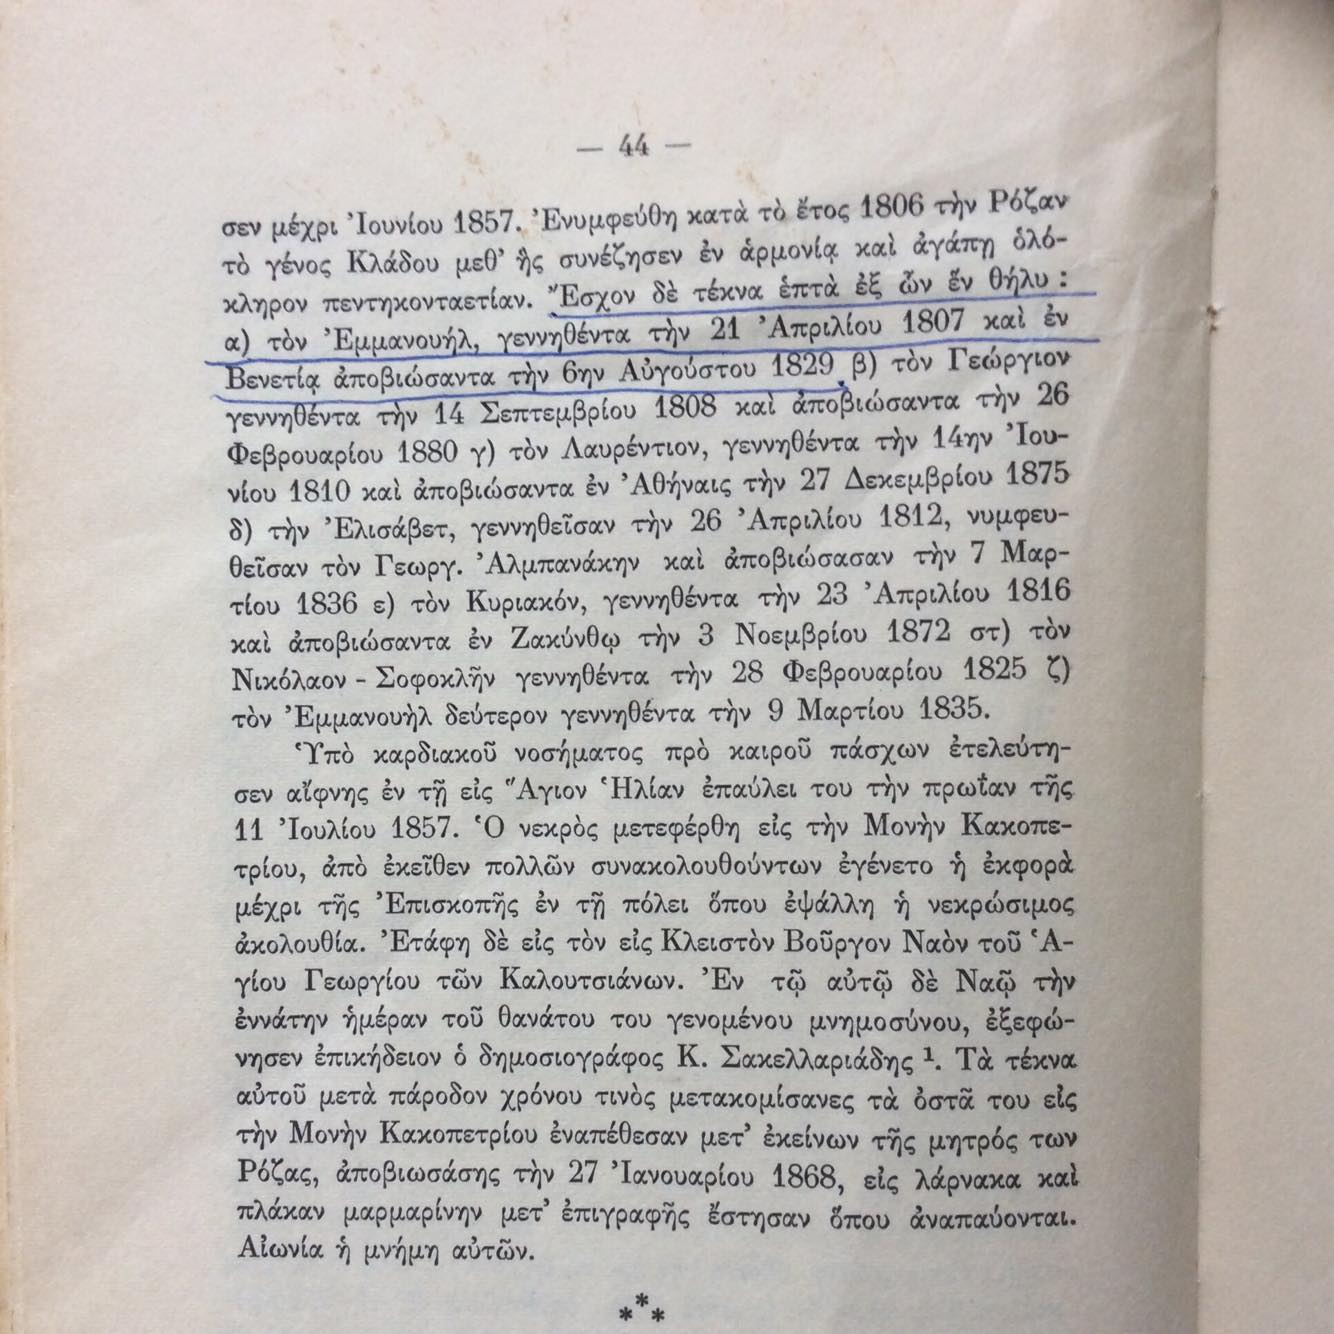 — 44 —
σεν μέχρι Ἰουνίου 1857. Ἐνυμφεύθη κατὰ τὸ ἔτος 1806 τὴν Ρόζαν
τὸ γένος Κλάδου μεθ’ ἧς συνέζησεν ἐν ἁρμονίᾳ καὶ ἀγάπῃ ὁλό-
κληρον πεντηκονταετίαν. Ἔσχον δὲ τέκνα ἑπτὰ ἐξ ὧν ἕν θήλυ :
α) τὸν Ἐμμανουήλ, γεννηθέντα τὴν 21 Ἀπριλίου 1807 καὶ ἐν
Βενετίᾳ ἀποβιώσαντα τὴν 6ην Αὐγούστου 1829, β) τὸν Γεώργιον
γεννηθέντα τὴν 14 Σεπτεμβρίου 1808 καὶ ἀποβιώσαντα τὴν 26
Φεβρουαρίου 1880 γ) τὸν Λαυρέντιον, γεννηθέντα τὴν 14ην Ἰου-
νίου 1810 καὶ ἀποβιώσαντα ἐν Ἀθήναις τὴν 27 Δεκεμβρίου 1875
δ) τὴν Ἐλισάβετ, γεννηθεῖσαν τὴν 26 Ἀπριλίου 1812, νυμφευ-
θεῖσαν τὸν Γεωργ. Ἀλμπανάκην καὶ ἀποβιώσασαν τὴν 7 Μαρ-
τίου 1836 ε) τὸν Κυριακόν, γεννηθέντα τὴν 23 Ἀπριλίου 1816
καὶ ἀποβιώσαντα ἐν Ζακύνθῳ τὴν 3 Νοεμβρίου 1872 στ) τὸν
Νικόλαον - Σοφοκλῆν γεννηθέντα τὴν 28 Φεβρουαρίου 1825 ζ)
τὸν Ἐμμανουὴλ δεύτερον γεννηθέντα τὴν 9 Μαρτίου 1835.
Ὑπὸ καρδιακοῦ νοσήματος πρὸ καιροῦ πάσχων ἐτελεύτη-
σεν αἴφνης ἐν τῇ εἰς Ἅγιον Ἡλίαν ἐπαύλει του τὴν πρωΐαν τῆς
11 Ἰουλίου 1857. Ὁ νεκρὸς μετεφέρθη εἰς τὴν Μονὴν Κακοπε-
τρίου, ἀπὸ ἐκεῖθεν πολλῶν συνακολουθούντων ἐγένετο ἡ ἐκφορὰ
μέχρι τῆς Ἐπισκοπῆς ἐν τῇ πόλει ὅπου ἐψάλλη ἡ νεκρώσιμος
ἀκολουθία. Ἐτάφη δὲ εἰς τὸν εἰς Κλειστὸν Βοῦργον Ναὸν τοῦ Ἁ-
γίου Γεωργίου τῶν Καλουτσιάνων. Ἐν τῷ αὐτῷ δὲ Ναῷ τὴν
ἐννάτην ἡμέραν τοῦ θανάτου του γενομένου μνημοσύνου, ἐξεφώ-
νησεν ἐπικήδειον ὁ δημοσιογράφος Κ. Σακελλαριάδης ¹. Τὰ τέκνα
αὐτοῦ μετὰ πάροδον χρόνου τινὸς μετακομίσανες τὰ ὀστᾶ του εἰς
τὴν Μονὴν Κακοπετρίου ἐναπέθεσαν μετ’ ἐκείνων τῆς μητρός των
Ρόζας, ἀποβιωσάσης τὴν 27 Ἰανουαρίου 1868, εἰς λάρνακα καὶ
πλάκαν μαρμαρίνην μετ’ ἐπιγραφῆς ἔστησαν ὅπου ἀναπαύονται.
Αἰωνία ἡ μνήμη αὐτῶν.
***